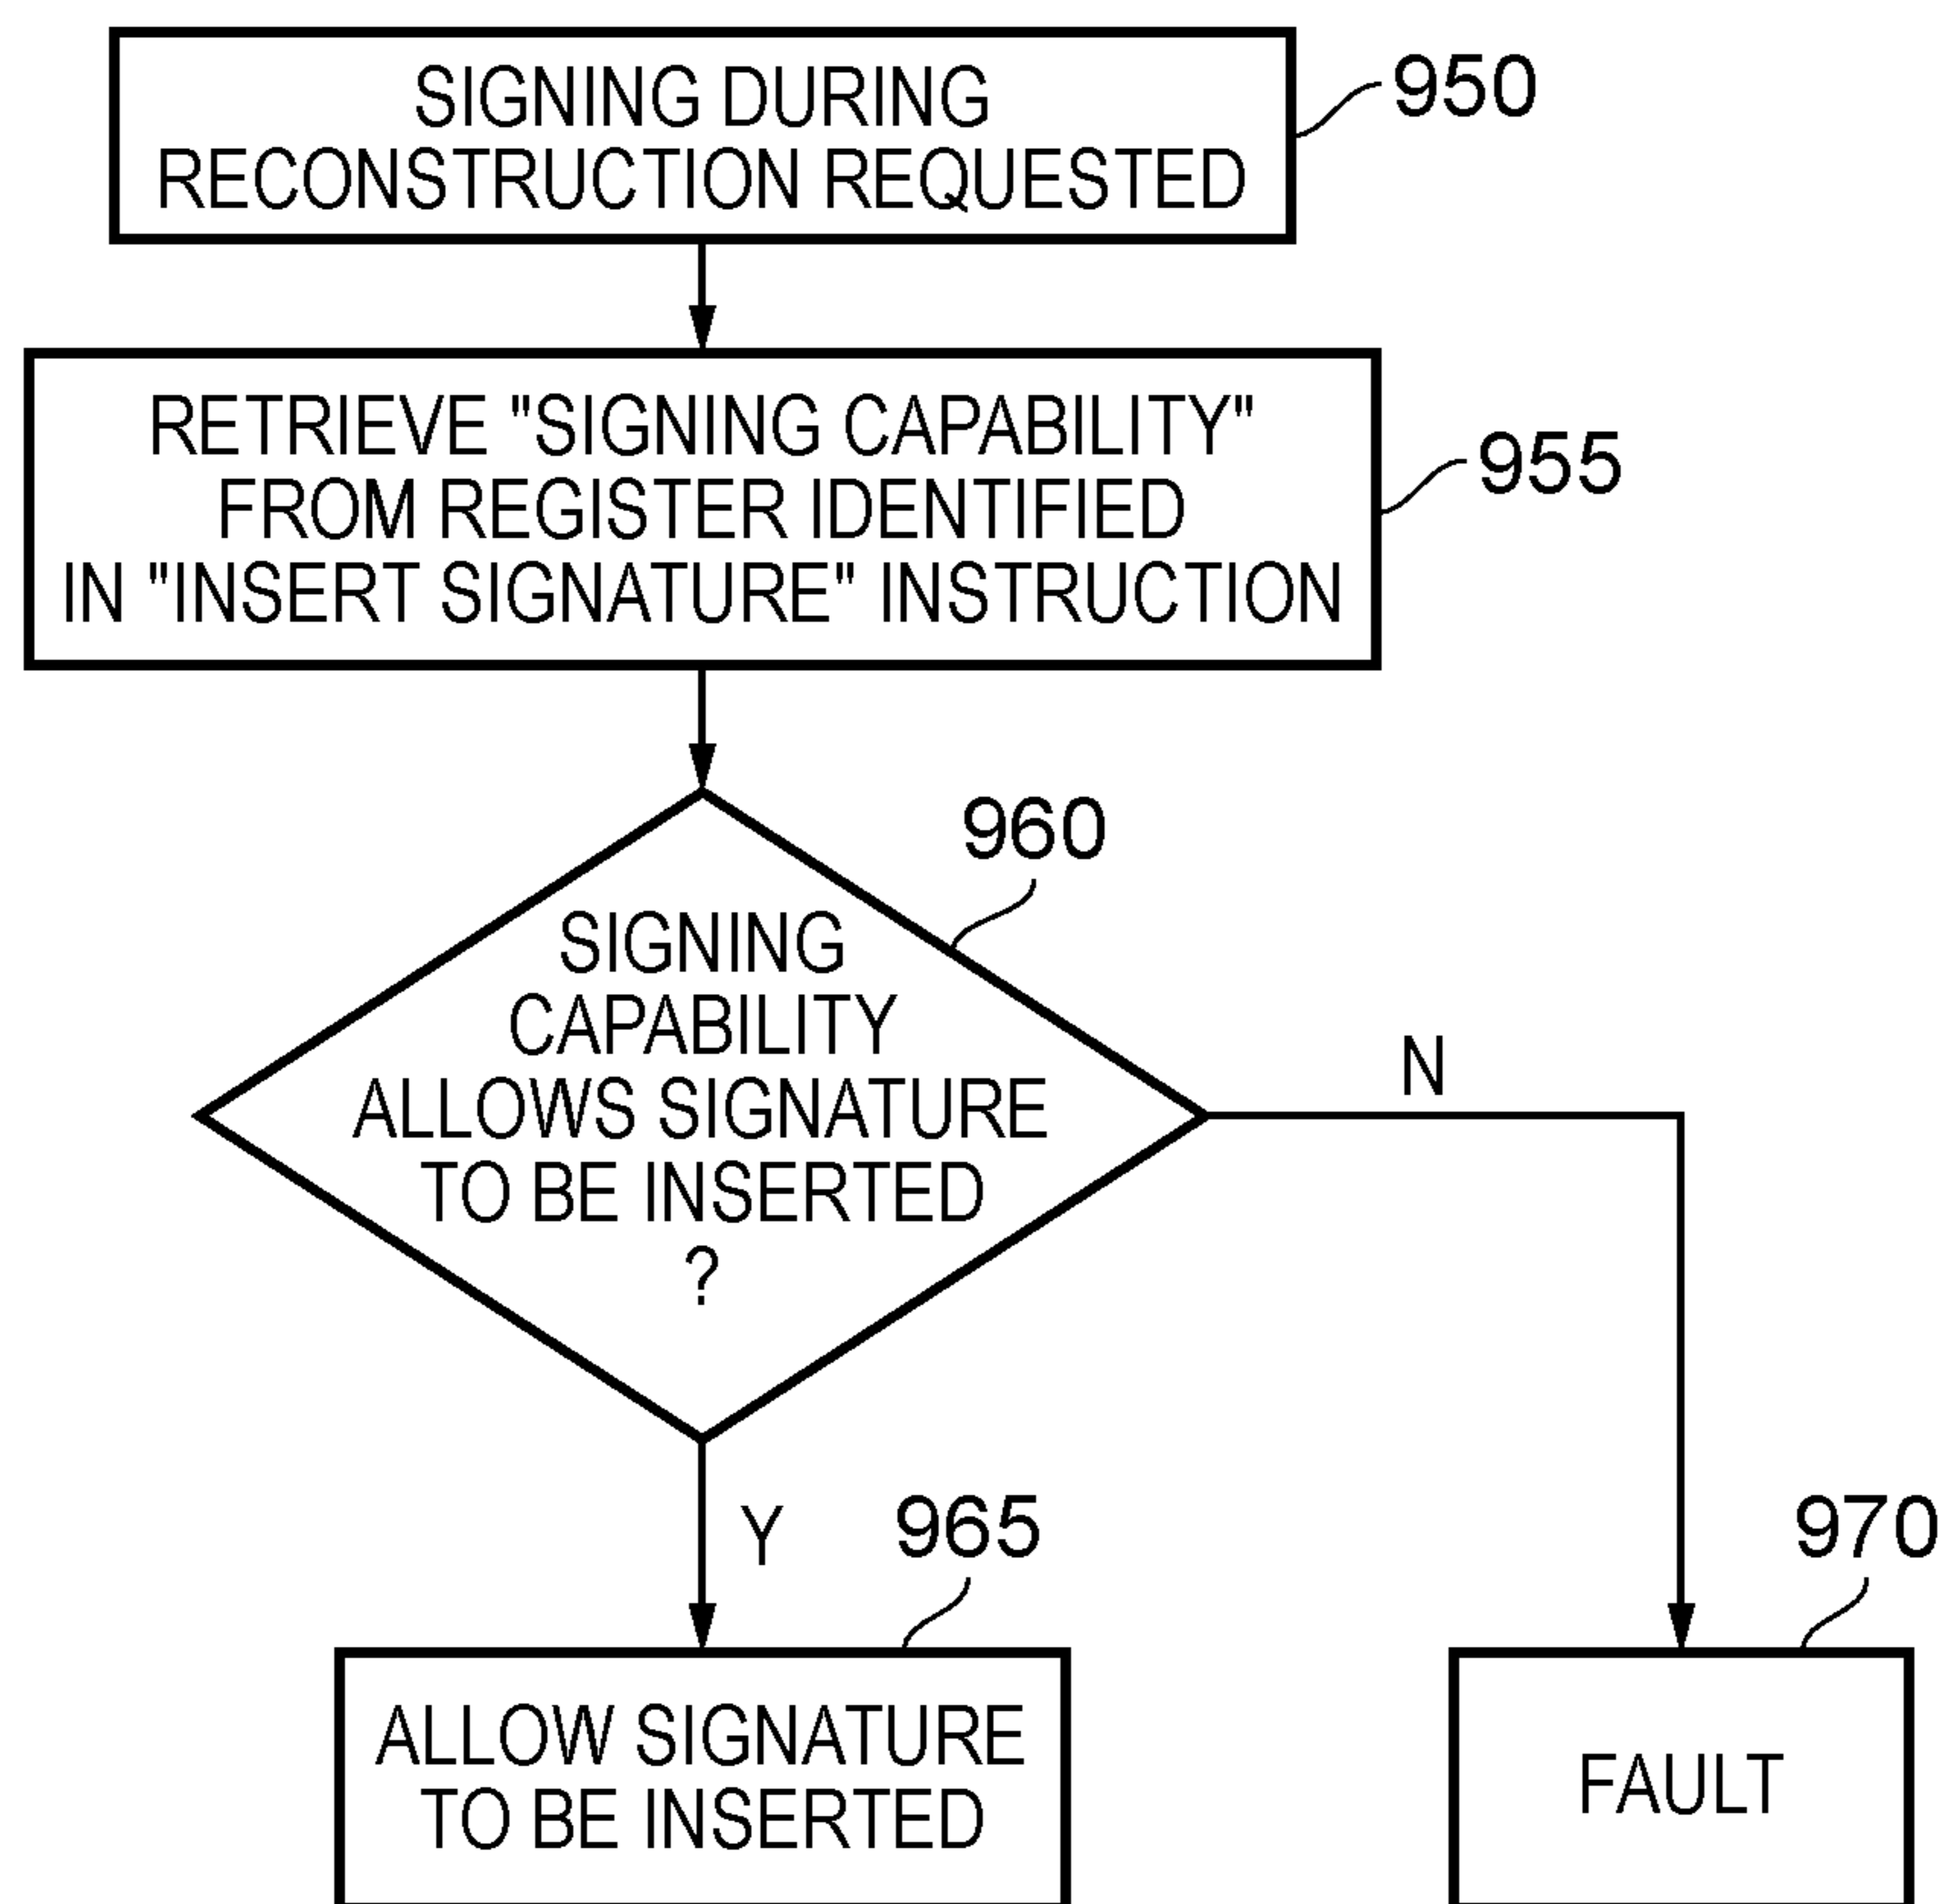 SIGNING DURING
RECONSTRUCTION REQUESTED
950
RETRIEVE "SIGNING CAPABILITY"
FROM REGISTER IDENTIFIED
IN "INSERT SIGNATURE" INSTRUCTION
955
960
SIGNING
CAPABILITY
ALLOWS SIGNATURE
TO BE INSERTED
?
N
Y
965
970
ALLOW SIGNATURE
TO BE INSERTED
FAULT